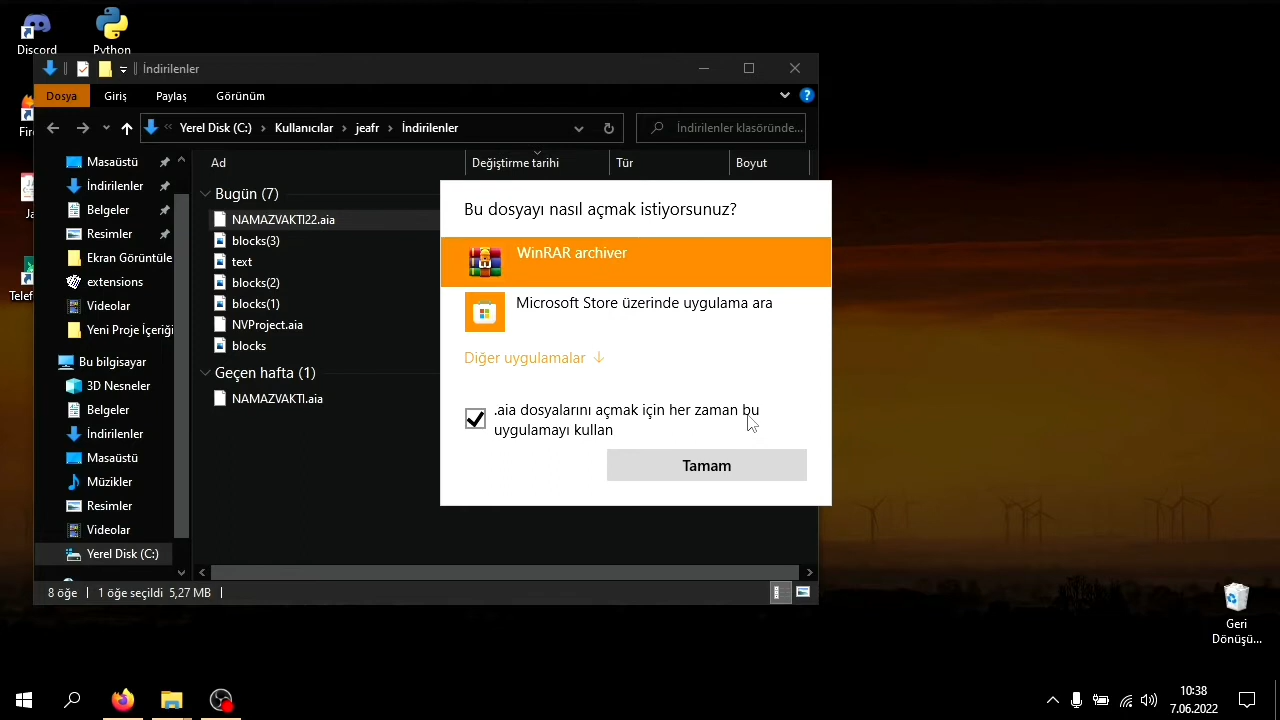 Discord
Python
İndirilenler
Dosya
Giriş
Paylaş
Görünüm
Yerel Disk (C:)
Kullanıcılar
jeafr
İndirilenler
İndirilenler klasöründe...
Masaüstü
İndirilenler
Belgeler
Resimler
Ekran Görüntüle
extensions
Videolar
Yeni Proje İçeriği
Bu bilgisayar
3D Nesneler
Belgeler
İndirilenler
Masaüstü
Müzikler
Resimler
Videolar
Yerel Disk (C:)
Ad
Değiştirme tarihi
Tür
Boyut
Bugün (7)
NAMAZVAKTI22.aia
blocks(3)
text
blocks(2)
blocks(1)
NVProject.aia
blocks
Geçen hafta (1)
NAMAZVAKTI.aia
Bu dosyayı nasıl açmak istiyorsunuz?
WinRAR archiver
Microsoft Store üzerinde uygulama ara
Diğer uygulamalar
.aia dosyalarını açmak için her zaman bu
uygulamayı kullan
Tamam
8 öğe
1 öğe seçildi 5,27 MB
Geri
Dönüşü...
10:38
7.06.2022